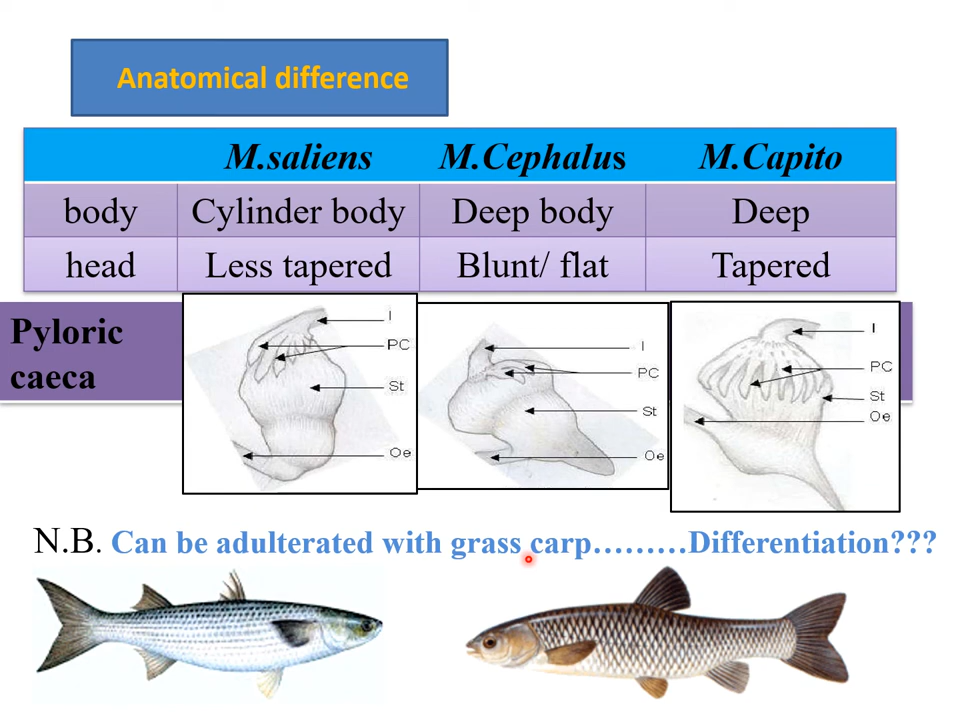 Anatomical difference
M.saliens M.Cephalus M.Capito
body Cylinder body Deep body Deep
head Less tapered Blunt/ flat Tapered
Pyloric
caeca
I
PC
St
Oe
I
PC
St
Oe
I
PC
St
Oe
N.B. Can be adulterated with grass carp………Differentiation???